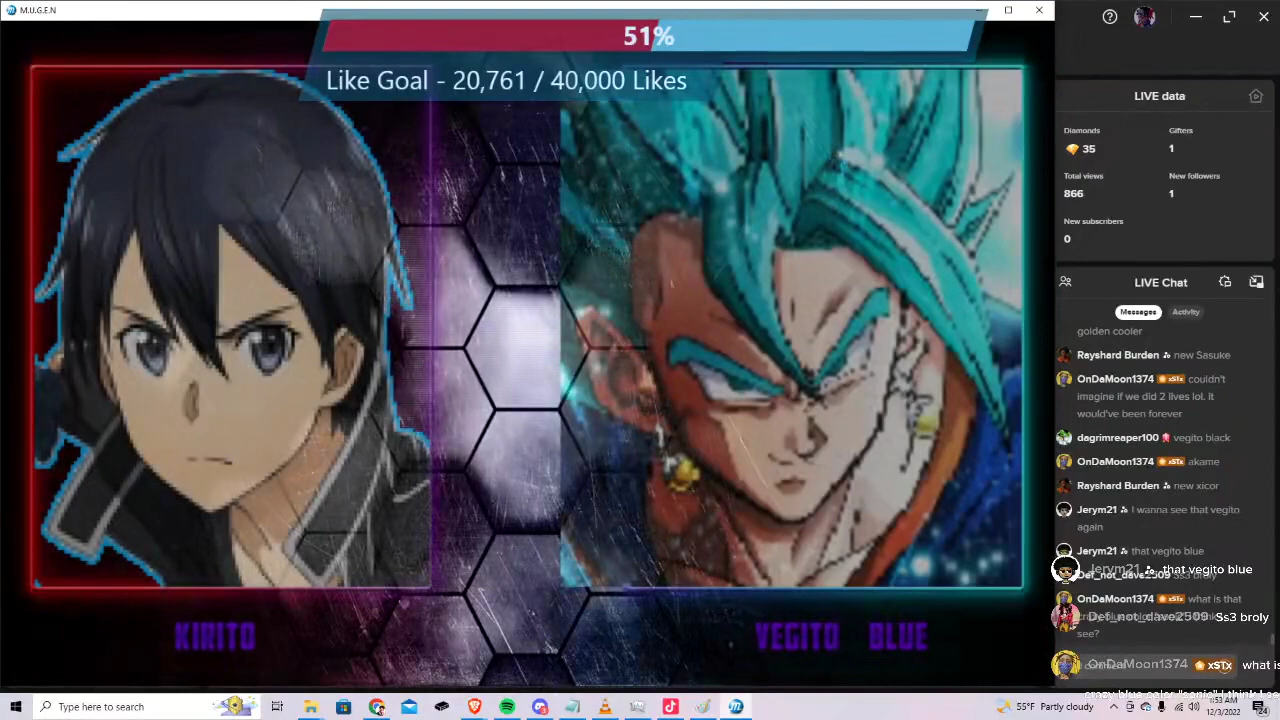 M.U.G.E.N
51%
Like Goal - 20,761 / 40,000 Likes
KIRITO
VEGITO BLUE
LIVE data
Diamonds
Gifters
35
1
Total views
New followers
866
1
New subscribers
0
LIVE Chat
Messages
Activity
golden cooler
Rayshard Burden new Sasuke
OnDaMoon1374 xSTx couldn't
imagine if we did 2 lives lol. It
would've been forever
dagrimreaper100 vegito black
OnDaMoon1374 xSTx akame
Rayshard Burden new xicor
Jerym21 I wanna see that vegito
again
Jerym21 that vegito blue
Jerym21 that vegito blue
Def_not_dave2509 Ss3 broly
OnDaMoon1374 xSTx what is that
Def_not_dave2509 Ss3 broly
see?
OnDaMoon1374 xSTx what is
Type here to search
55°F Partly cloudy
12/3/2022